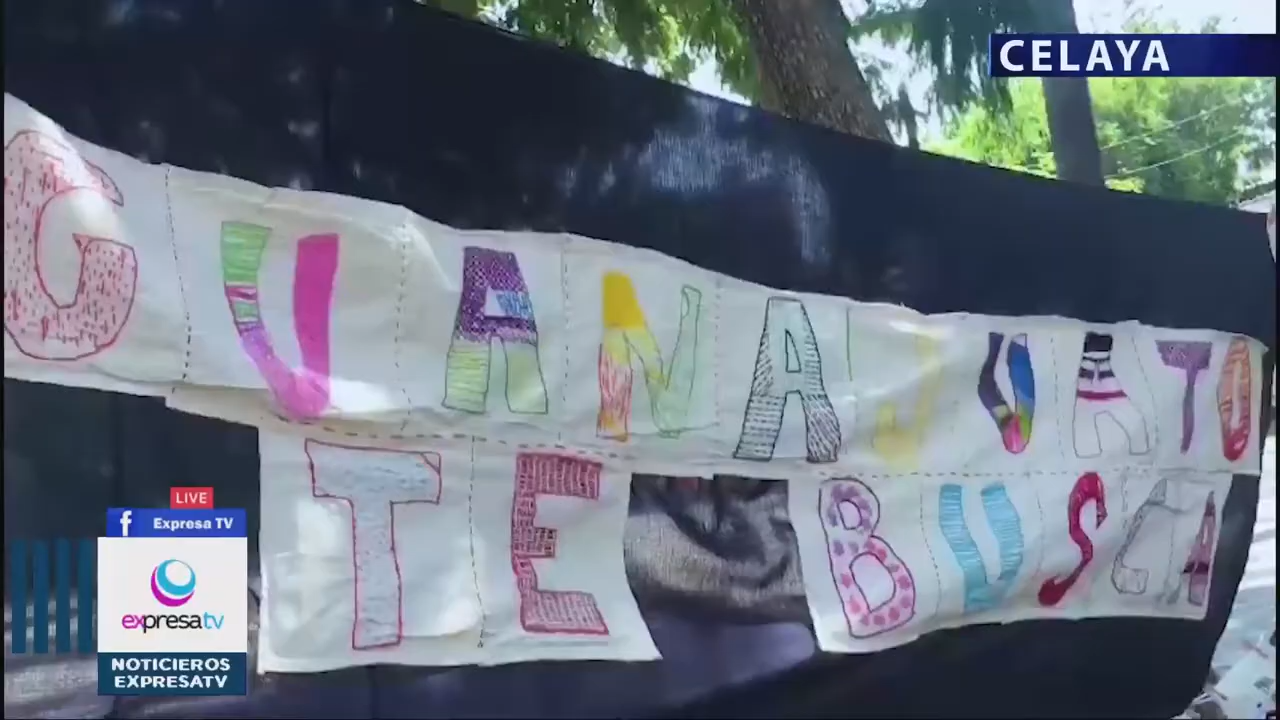 CELAYA
GUANAJUATO
TE BUSCA
LIVE
f Expresa TV
expresatv
NOTICIEROS
EXPRESATV